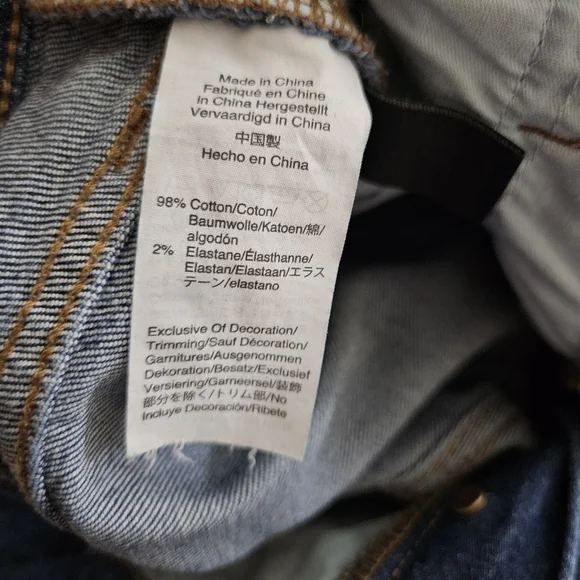 Made in China
Fabriqué en Chine
In China Hergestellt
Vervaardigd in China
中国製
Hecho en China
98% Cotton/Coton/
Baumwolle/Katoen/綿/
algodón
2% Elastane/Élasthanne/
Elastan/Elastaan/エラス
テーン/elastano
Exclusive Of Decoration/
Trimming/Sauf Décoration/
Garnitures/Ausgenommen
Dekoration/Besatz/Exclusief
Versiering/Garneersel/装飾
部分を除く/トリム部/No
Incluye Decoración/Ribete